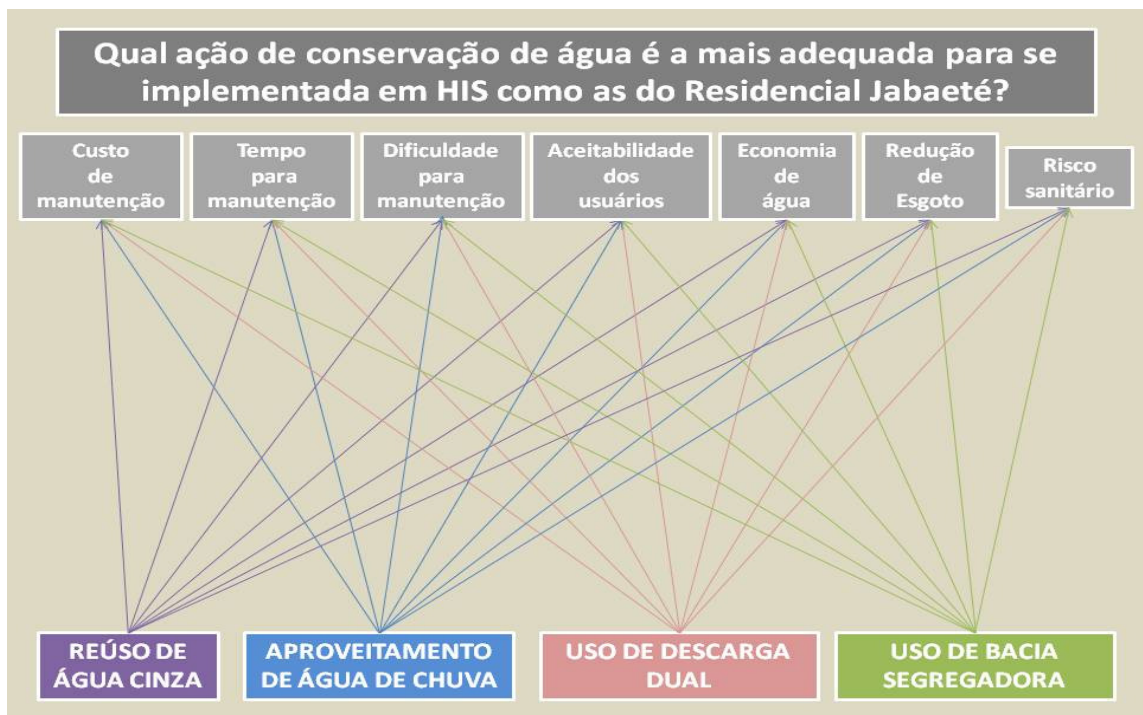 Qual ação de conservação de água é a mais adequada para se
implementada em HIS como as do Residencial Jabaeté?
Custo
de
manutenção
Tempo
para
manutenção
Dificuldade
para
manutenção
Aceitabilidade
dos
usuários
Economia
de
água
Redução
de
Esgoto
Risco
sanitário
REÚSO DE
ÁGUA CINZA
APROVEITAMENTO
DE ÁGUA DE CHUVA
USO DE DESCARGA
DUAL
USO DE BACIA
SEGREGADORA